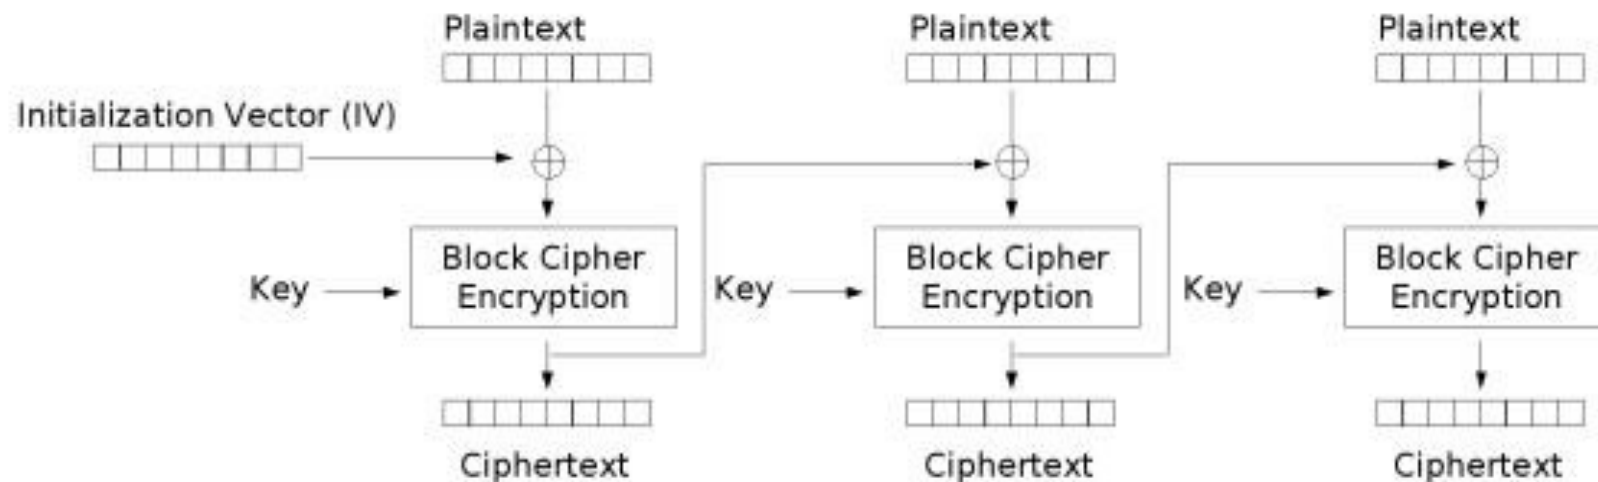 Plaintext
Plaintext
Plaintext
Initialization Vector (IV)
Key
Block Cipher
Encryption
Key
Block Cipher
Encryption
Key
Block Cipher
Encryption
Ciphertext
Ciphertext
Ciphertext